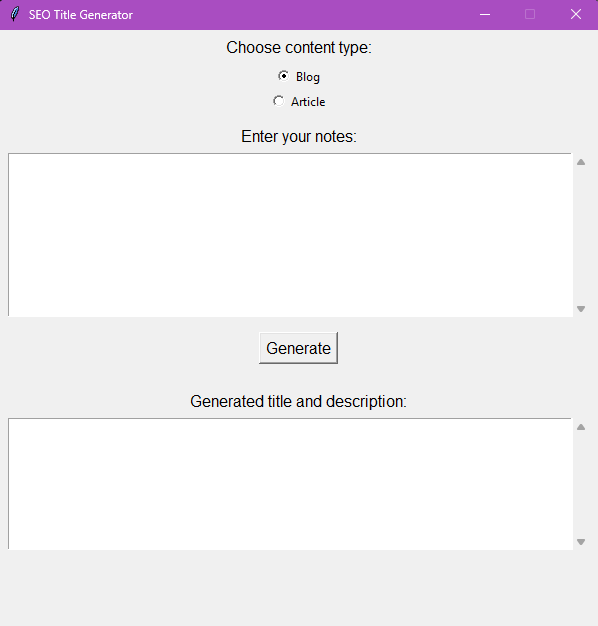 SEO Title Generator
Choose content type:
Blog
Article
Enter your notes:
Generate
Generated title and description: